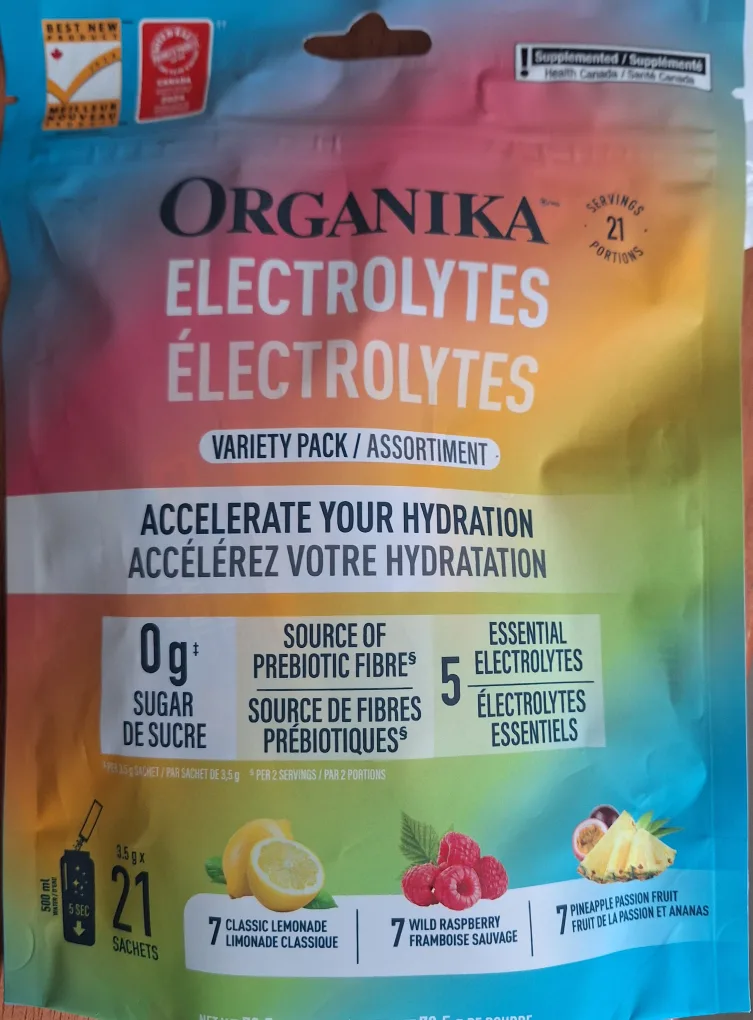 BEST NEW
PRODUCT
MEILLEUR
NOUVEAU
CANADA
Supplemented / Supplémenté
Health Canada / Santé Canada
ORGANIKA
SERVINGS
21
PORTIONS
ELECTROLYTES
ÉLECTROLYTES
VARIETY PACK / ASSORTIMENT
ACCELERATE YOUR HYDRATION
ACCÉLÉREZ VOTRE HYDRATATION
0g‡
SUGAR
DE SUCRE
SOURCE OF
PREBIOTIC FIBRE§
SOURCE DE FIBRES
PRÉBIOTIQUES§
5
ESSENTIAL
ELECTROLYTES
ÉLECTROLYTES
ESSENTIELS
‡ PER 3,5g SACHET / PAR SACHET DE 3,5 g § PER 2 SERVINGS / PAR 2 PORTIONS
500 ml
5 SEC
3.5 g x
21
SACHETS
7 CLASSIC LEMONADE
LIMONADE CLASSIQUE
7 WILD RASPBERRY
FRAMBOISE SAUVAGE
7 PINEAPPLE PASSION FRUIT
FRUIT DE LA PASSION ET ANANAS